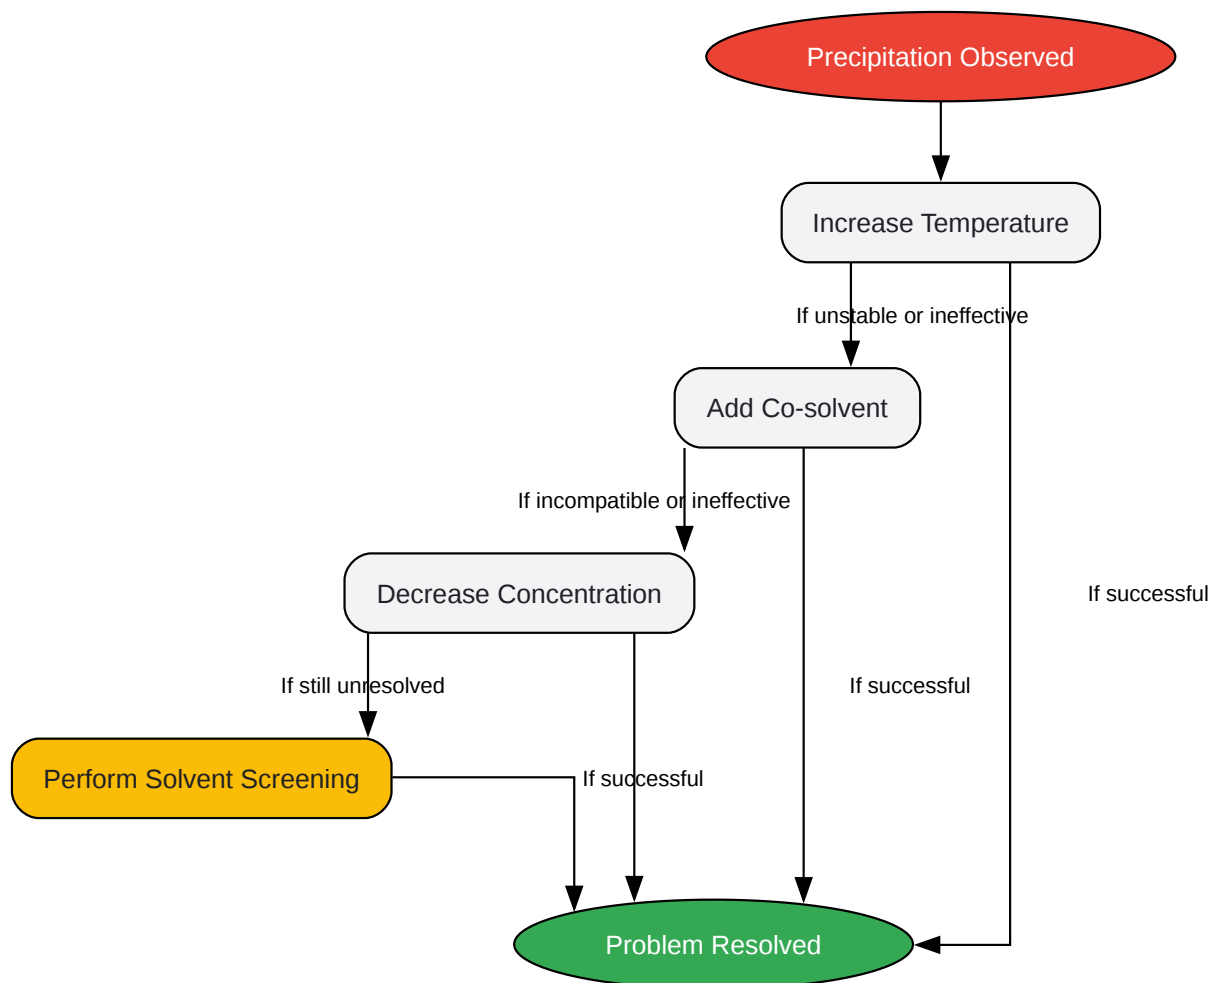 Precipitation Observed
Increase Temperature
If unstable or ineffective
Add Co-solvent
If incompatible or ineffective
Decrease Concentration
If successful
If still unresolved
If successful
Perform Solvent Screening
If successful
Problem Resolved